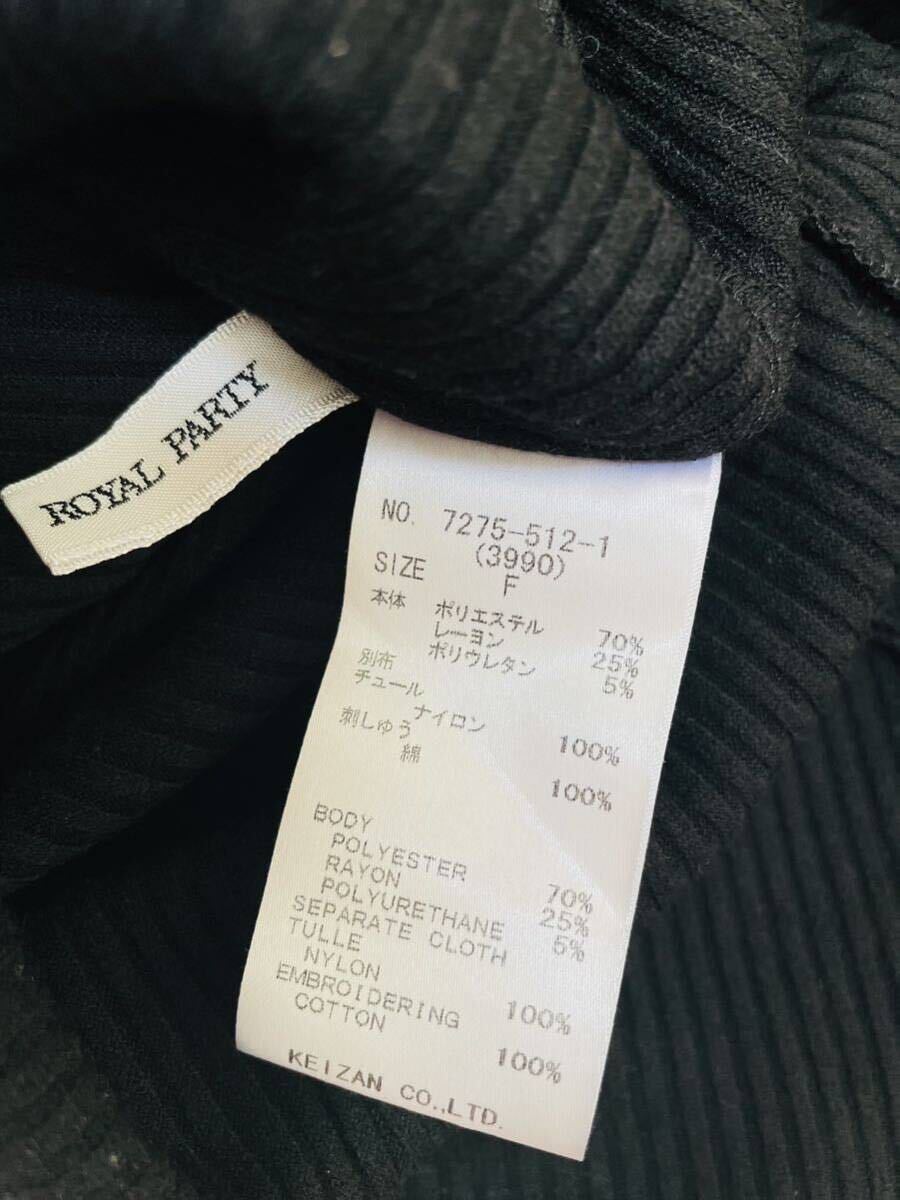 ROYAL PARTY
NO. 7275-512-1
(3990)
SIZE F
本体 ポリエステル 70%
レーヨン 25%
ポリウレタン 5%
別布
チュール
ナイロン 100%
刺しゅう
綿 100%
BODY
POLYESTER 70%
RAYON 25%
POLYURETHANE 5%
SEPARATE CLOTH
TULLE
NYLON 100%
EMBROIDERING
COTTON 100%
KEIZAN CO.,LTD.